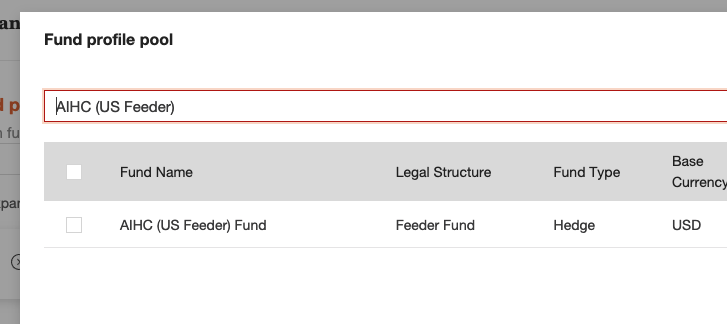 an
Fund profile pool
d p
AIHC (US Feeder)
n fu
Fund Name Legal Structure Fund Type Base Currency
par
AIHC (US Feeder) Fund Feeder Fund Hedge USD